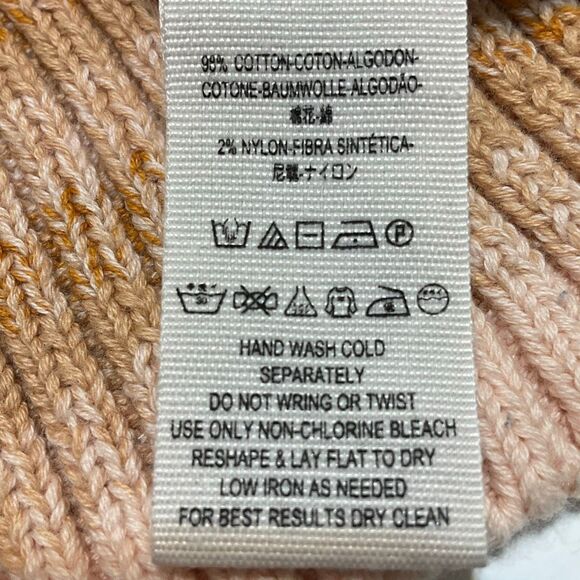 98% COTTON-COTON-ALGODON-
COTONE-BAUMWOLLE-ALGODÃO-
棉花-綿
2% NYLON-FIBRA SINTÉTICA-
尼龍-ナイロン
HAND WASH COLD
SEPARATELY
DO NOT WRING OR TWIST
USE ONLY NON-CHLORINE BLEACH
RESHAPE & LAY FLAT TO DRY
LOW IRON AS NEEDED
FOR BEST RESULTS DRY CLEAN